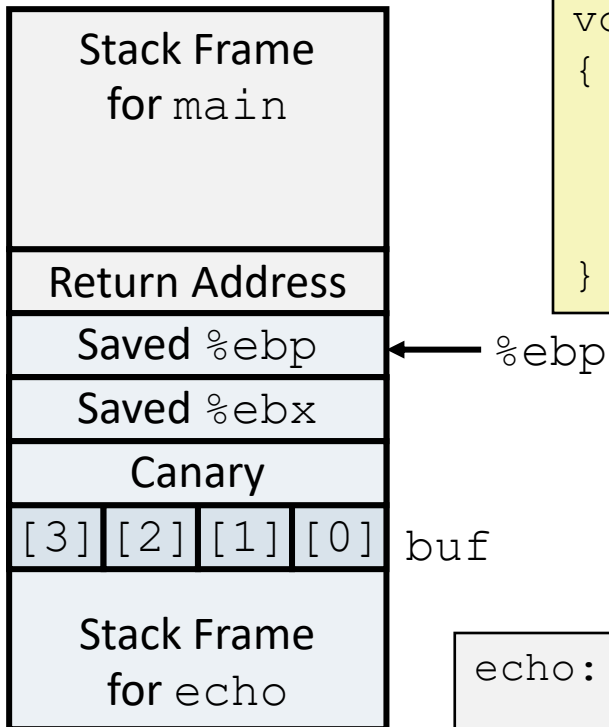 Stack Frame
for main
Return Address
Saved %ebp
Saved %ebx
Canary
[3] [2] [1] [0]
buf
Stack Frame
for echo
%ebp
{
}
echo: